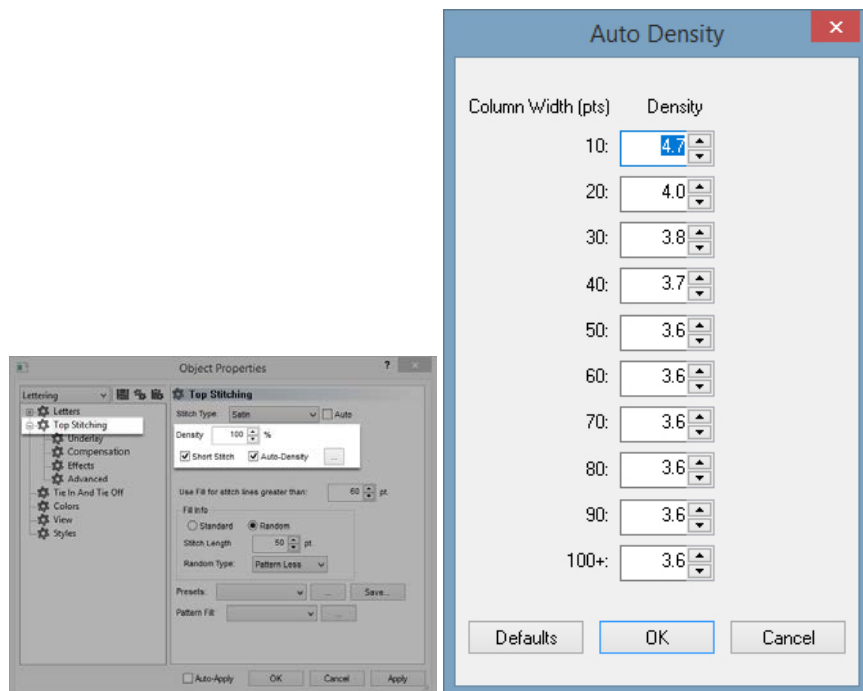 Object Properties
?
Lettering
Letters
Top Stitching
Underlay
Compensation
Effects
Advanced
Tie In And Tie Off
Colors
View
Styles
Top Stitching
Stitch Type: Satin Auto
Density 100 %
Short Stitch Auto-Density ...
Use Fill for stitch lines greater than: 60 pt.
Fill Info
Standard Random
Stitch Length 50 pt.
Random Type: Pattern Less
Presets: ... Save...
Pattern Fill: ...
Auto-Apply OK Cancel Apply
Auto Density
Column Width (pts) Density
10: 4.7
20: 4.0
30: 3.8
40: 3.7
50: 3.6
60: 3.6
70: 3.6
80: 3.6
90: 3.6
100+: 3.6
Defaults OK Cancel